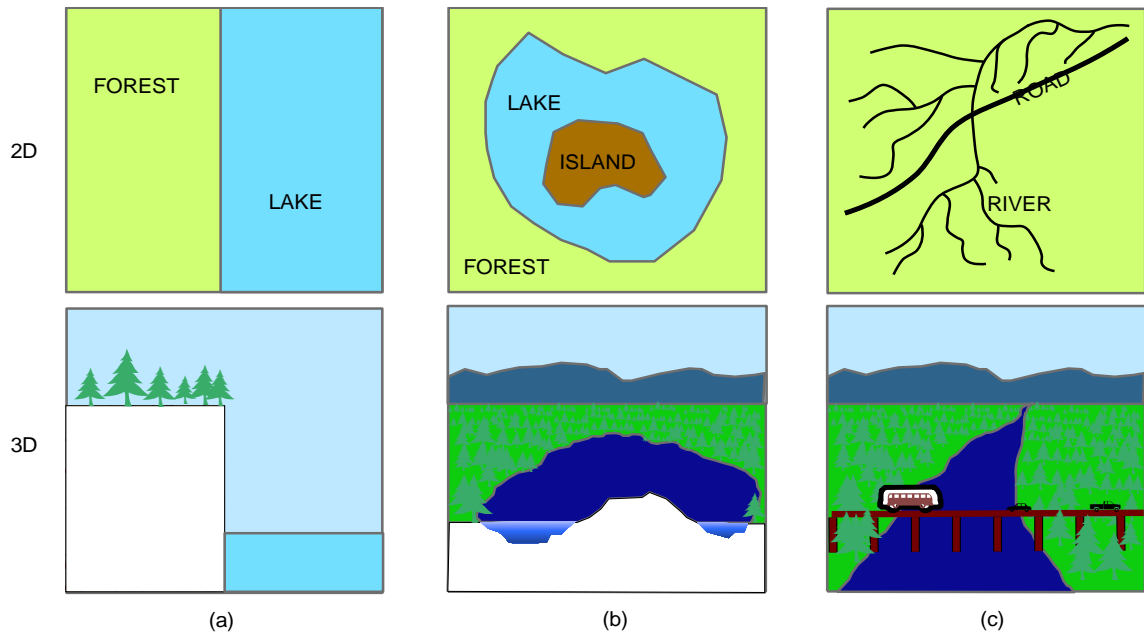 2D
FOREST
LAKE
LAKE
ISLAND
FOREST
ROAD
RIVER
3D
(a)
(b)
(c)